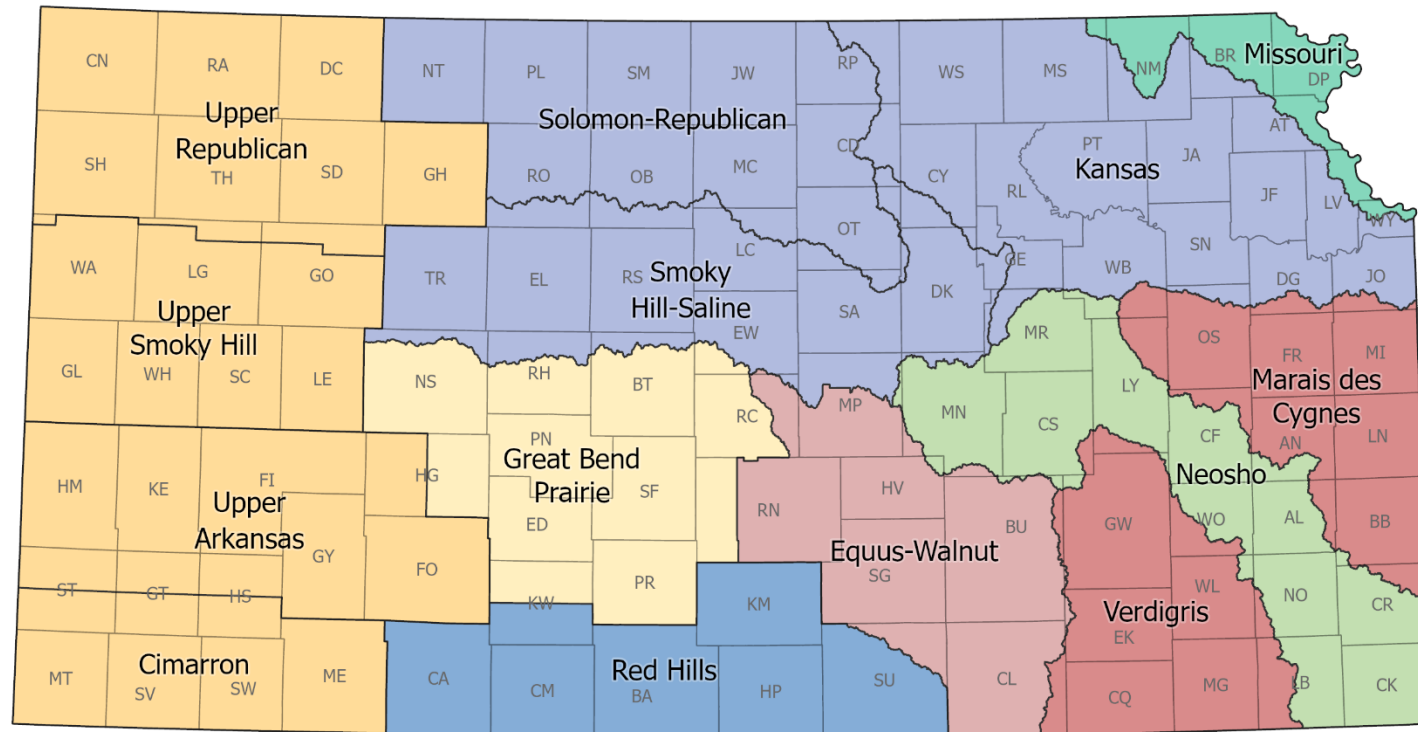 CN
RA
DC
NT
PL
SM
JW
RP
WS
MS
NM
BR
Missouri
DP
Upper
Republican
Solomon-Republican
SH
TH
SD
GH
RO
OB
MC
CD
CY
RL
PT
Kansas
JA
AT
JF
LV
WY
WA
LG
GO
TR
EL
RS
LC
OT
Smoky
Hill-Saline
DK
GE
WB
SN
DG
JO
Upper
Smoky Hill
GL
WH
SC
LE
NS
RH
BT
EW
SA
MR
OS
FR
MI
Marais des
Cygnes
RC
MP
MN
CS
LY
CF
AN
LN
HM
KE
FI
HG
PN
Great Bend
Prairie
SF
RN
HV
BU
Neosho
Upper
Arkansas
GY
FO
ED
Equus-Walnut
SG
GW
WO
AL
BB
ST
GT
HS
KW
PR
KM
Verdigris
EK
WL
NO
CR
MT
SV
Cimarron
SW
ME
CA
CM
Red Hills
BA
HP
SU
CL
CQ
MG
LB
CK